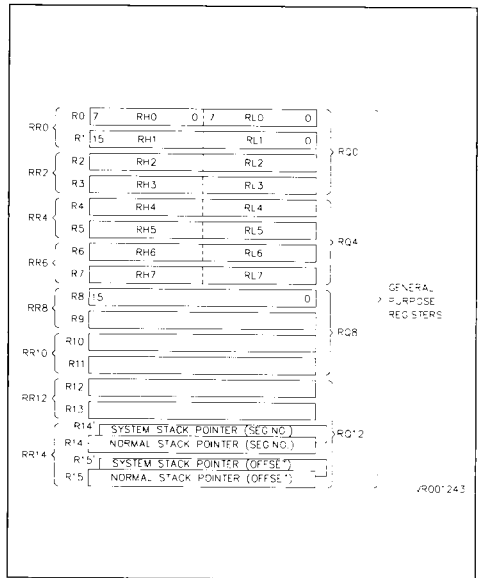 R0 7 RH0 0 7 RL0 0
RR0
R1 15 RH1 RL1 0
RQ0
R2 RH2 RL2
RR2
R3 RH3 RL3
R4 RH4 RL4
RR4
R5 RH5 RL5
RQ4
R6 RH6 RL6
RR6
R7 RH7 RL7
R8 15 0
RR8
R9
GENERAL
PURPOSE
REGISTERS
RQ8
R10
RR10
R11
R12
RR12
R13
R14' SYSTEM STACK POINTER (SEG NO.)
RQ12
R14 NORMAL STACK POINTER (SEG NO.)
RR14
R15' SYSTEM STACK POINTER (OFFSET)
R15 NORMAL STACK POINTER (OFFSET)
VR001243